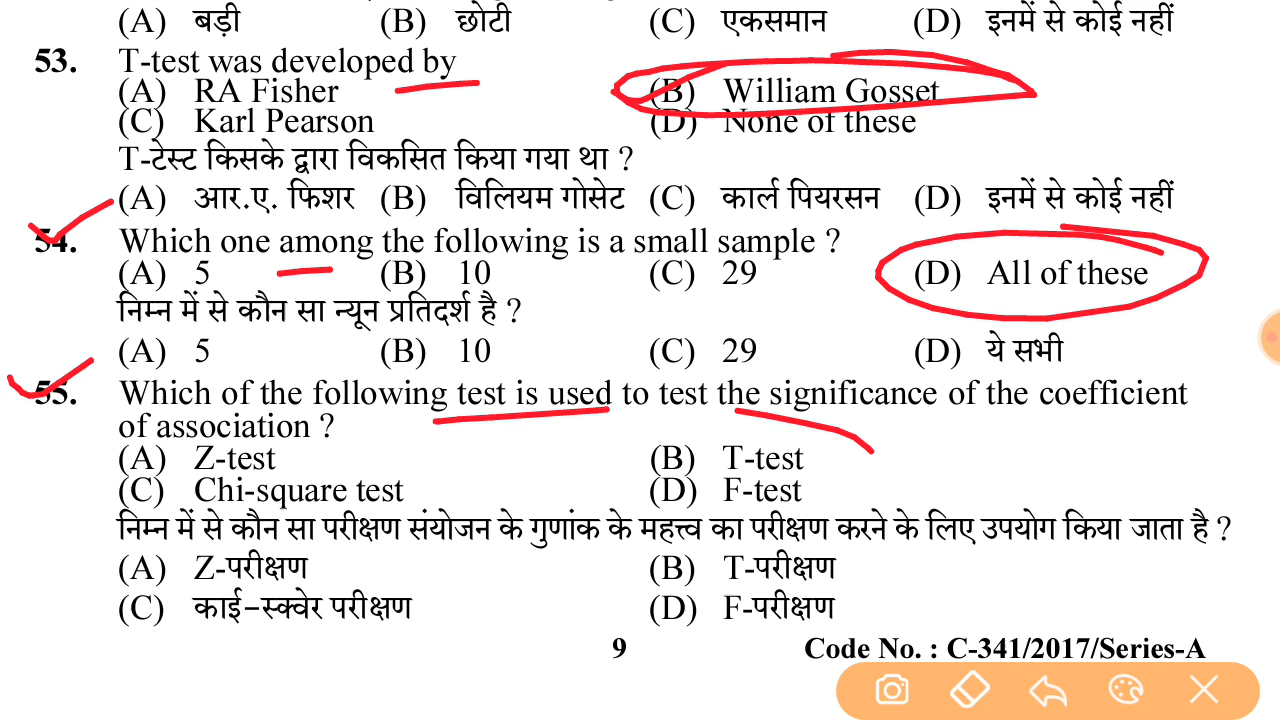 (A) बड़ी (B) छोटी (C) एकसमान (D) इनमें से कोई नहीं
53. T-test was developed by
(A) RA Fisher (B) William Gosset
(C) Karl Pearson (D) None of these
T-टेस्ट किसके द्वारा विकसित किया गया था ?
(A) आर.ए. फिशर (B) विलियम गोसेट (C) कार्ल पियरसन (D) इनमें से कोई नहीं
54. Which one among the following is a small sample ?
(A) 5 (B) 10 (C) 29 (D) All of these
निम्न में से कौन सा न्यून प्रतिदर्श है ?
(A) 5 (B) 10 (C) 29 (D) ये सभी
55. Which of the following test is used to test the significance of the coefficient
of association ?
(A) Z-test (B) T-test
(C) Chi-square test (D) F-test
निम्न में से कौन सा परीक्षण संयोजन के गुणांक के महत्त्व का परीक्षण करने के लिए उपयोग किया जाता है ?
(A) Z-परीक्षण (B) T-परीक्षण
(C) काई-स्क्वेर परीक्षण (D) F-परीक्षण
9 Code No. : C-341/2017/Series-A